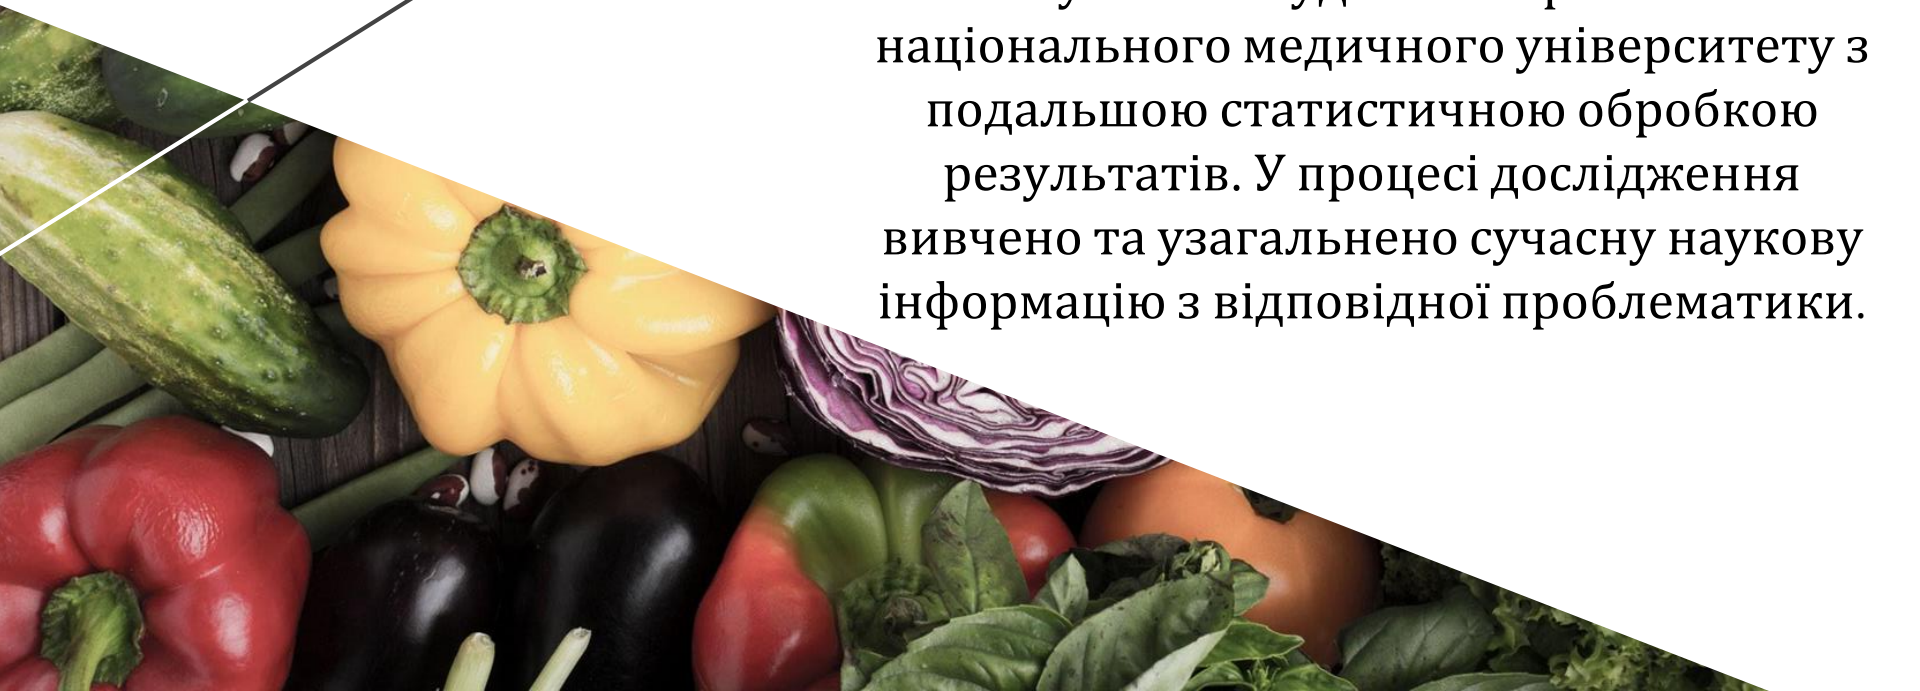 національного медичного університету з
подальшою статистичною обробкою
результатів. У процесі дослідження
вивчено та узагальнено сучасну наукову
інформацію з відповідної проблематики.